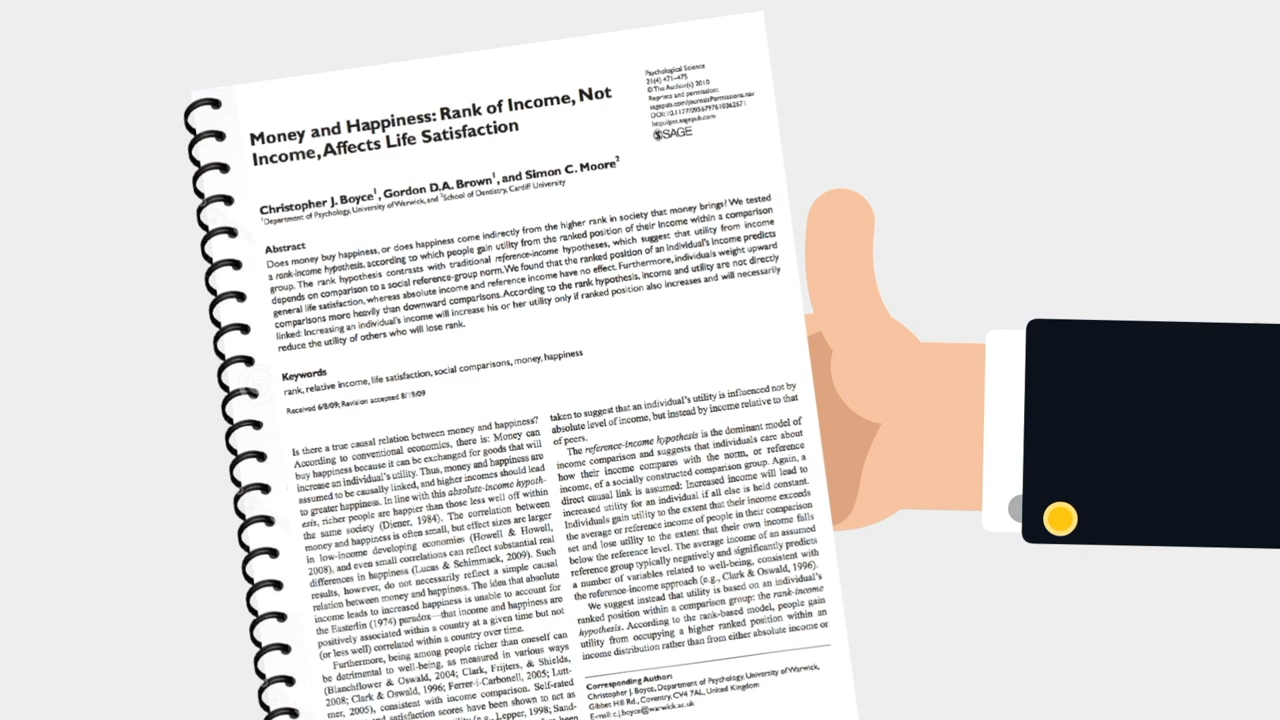 Money and Happiness: Rank of Income, Not
Income, Affects Life Satisfaction
Psychological Science
21(4) 471–475
© The Author(s) 2010
Reprints and permission:
sagepub.com/journalsPermissions.nav
DOI: 10.1177/0956797610362671
http://pss.sagepub.com
SAGE
Christopher J. Boyce1, Gordon D.A. Brown1, and Simon C. Moore2
1Department of Psychology, University of Warwick, and 2School of Dentistry, Cardiff University
Abstract
Does money buy happiness, or does happiness come indirectly from the higher rank in society that money brings? We tested
a rank-income hypothesis, according to which people gain utility from the ranked position of their income within a comparison
group. The rank hypothesis contrasts with traditional reference-income hypotheses, which suggest that utility from income
depends on comparison to a social reference-group norm. We found that the ranked position of an individual's income predicts
general life satisfaction, whereas absolute income and reference income have no effect. Furthermore, individuals weight upward
comparisons more heavily than downward comparisons. According to the rank hypothesis, income and utility are not directly
linked: Increasing an individual's income will increase his or her utility only if ranked position also increases and will necessarily
reduce the utility of others who will lose rank.
Keywords
rank, relative income, life satisfaction, social comparisons, money, happiness
Received 6/8/09; Revision accepted 8/19/09
Is there a true causal relation between money and happiness?
According to conventional economics, there is: Money can
buy happiness because it can be exchanged for goods that will
increase an individual's utility. Thus, money and happiness are
assumed to be causally linked, and higher incomes should lead
to greater happiness. In line with this absolute-income hypoth-
esis, richer people are happier than those less well off within
the same society (Diener, 1984). The correlation between
money and happiness is often small, but effect sizes are larger
in low-income developing economies (Howell & Howell,
2008), and even small correlations can reflect substantial real
differences in happiness (Lucas & Schimmack, 2009). Such
results, however, do not necessarily reflect a simple causal
relation between money and happiness. The idea that absolute
income leads to increased happiness is unable to account for
the Easterlin (1974) paradox—that income and happiness are
positively associated within a country at a given time but not
(or less well) correlated within a country over time.
Furthermore, being among people richer than oneself can
be detrimental to well-being, as measured in various ways
(Blanchflower & Oswald, 2004; Clark, Frijters, & Shields,
2008; Clark & Oswald, 1996; Ferrer-i-Carbonell, 2005; Lutt-
mer, 2005), consistent with income comparison. Self-rated
and satisfaction scores have been shown to act as
(e.g., Lepper, 1998; Sand-
been
taken to suggest that an individual's utility is influenced not by
absolute level of income, but instead by income relative to that
of peers.
The reference-income hypothesis is the dominant model of
income comparison and suggests that individuals care about
how their income compares with the norm, or reference
income, of a socially constructed comparison group. Again, a
direct causal link is assumed: Increased income will lead to
increased utility for an individual if all else is held constant.
Individuals gain utility to the extent that their income exceeds
the average or reference income of people in their comparison
set and lose utility to the extent that their own income falls
below the reference level. The average income of an assumed
reference group typically negatively and significantly predicts
a number of variables related to well-being, consistent with
the reference-income approach (e.g., Clark & Oswald, 1996).
We suggest instead that utility is based on an individual's
ranked position within a comparison group: the rank-income
hypothesis. According to the rank-based model, people gain
utility from occupying a higher ranked position within an
income distribution rather than from either absolute income or
Corresponding Authors
Christopher J. Boyce, Department of Psychology, University of Warwick,
Gibbet Hill Rd., Coventry, CV4 7AL, United Kingdom
E-mail: c.j.boyce@warwick.ac.uk